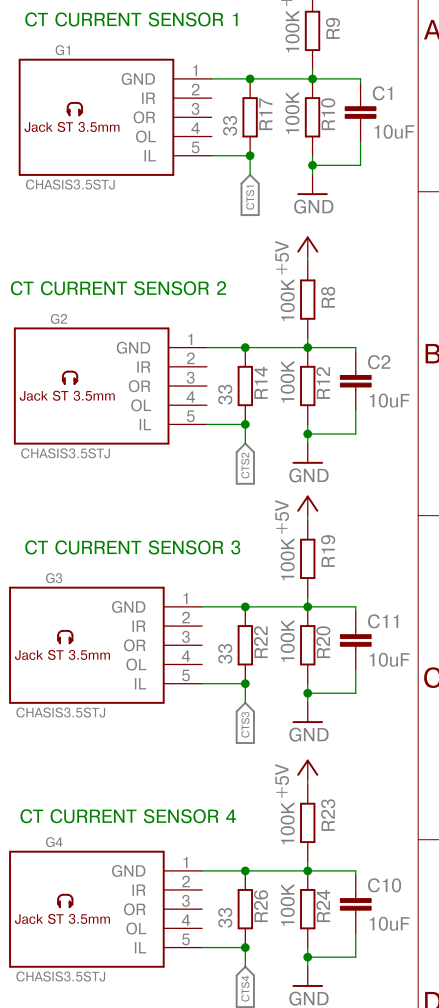 CT CURRENT SENSOR 1
100K
+
R9
A
G1
GND 1
IR 2
OR 3
OL 4
IL 5
Jack ST 3.5mm
CHASIS3.5STJ
33
R17
100K
R10
C1
10uF
CTS1
GND
+5V
100K
R8
CT CURRENT SENSOR 2
B
G2
GND 1
IR 2
OR 3
OL 4
IL 5
Jack ST 3.5mm
CHASIS3.5STJ
33
R14
100K
R12
C2
10uF
CTS2
GND
+5V
100K
R19
CT CURRENT SENSOR 3
G3
GND 1
IR 2
OR 3
OL 4
IL 5
Jack ST 3.5mm
CHASIS3.5STJ
33
R22
100K
R20
C11
10uF
C
CTS3
GND
+5V
100K
R23
CT CURRENT SENSOR 4
G4
GND 1
IR 2
OR 3
OL 4
IL 5
Jack ST 3.5mm
CHASIS3.5STJ
33
R26
100K
R24
C10
10uF
CTS4
GND
D